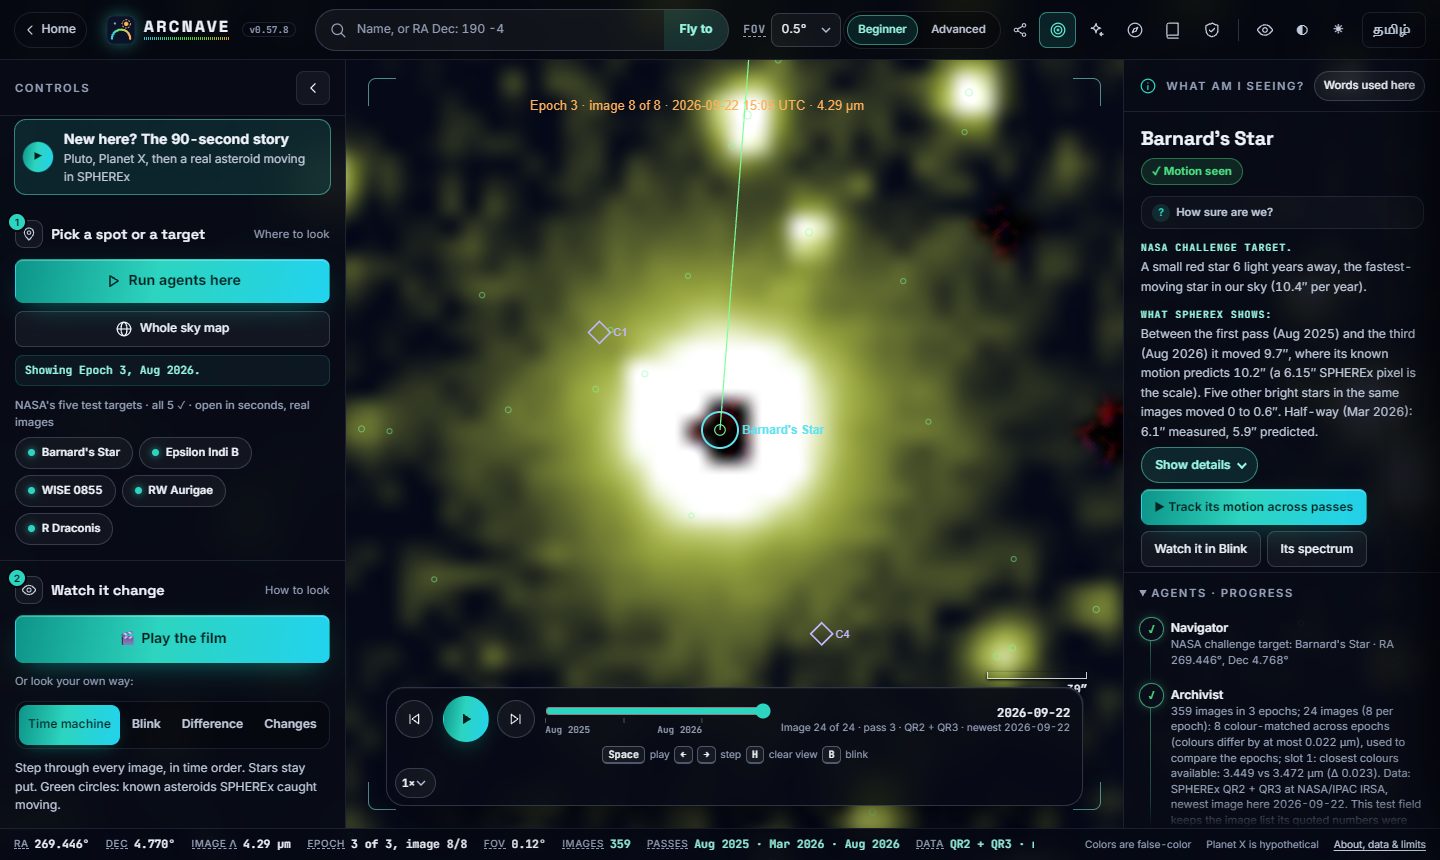 Home
ARCNAVE
v0.57.8
Name, or RA Dec: 190 -4
Fly to
FOV
0.5°
Beginner
Advanced
தமிழ்
CONTROLS
New here? The 90-second story
Pluto, Planet X, then a real asteroid moving
in SPHEREx
1
Pick a spot or a target
Where to look
Run agents here
Whole sky map
Showing Epoch 3, Aug 2026.
NASA's five test targets · all 5 ✓ · open in seconds, real
images
Barnard's Star
Epsilon Indi B
WISE 0855
RW Aurigae
R Draconis
2
Watch it change
How to look
Play the film
Or look your own way:
Time machine
Blink
Difference
Changes
Step through every image, in time order. Stars stay
put. Green circles: known asteroids SPHEREx caught
moving.
Epoch 3 · image 8 of 8 · 2026-09-22 15:0 UTC · 4.29 µm
C1
Barnard's Star
C4
2026-09-22
Image 24 of 24 · pass 3 · QR2 + QR3 · newest 2026-09-22
Aug 2025
Aug 2026
Space play ← → step H clear view B blink
1×
WHAT AM I SEEING?
Words used here
Barnard's Star
✓ Motion seen
? How sure are we?
NASA CHALLENGE TARGET.
A small red star 6 light years away, the fastest-
moving star in our sky (10.4″ per year).
WHAT SPHEREX SHOWS:
Between the first pass (Aug 2025) and the third
(Aug 2026) it moved 9.7″, where its known
motion predicts 10.2″ (a 6.15″ SPHEREx pixel is
the scale). Five other bright stars in the same
images moved 0 to 0.6″. Half-way (Mar 2026):
6.1″ measured, 5.9″ predicted.
Show details
▶ Track its motion across passes
Watch it in Blink
Its spectrum
▼ AGENTS · PROGRESS
✓ Navigator
NASA challenge target: Barnard's Star · RA
269.446°, Dec 4.768°
✓ Archivist
359 images in 3 epochs; 24 images (8 per
epoch): 8 colour-matched across epochs
(colours differ by at most 0.022 µm), used to
compare the epochs; slot 1: closest colours
available: 3.449 vs 3.472 µm (Δ 0.023). Data:
SPHEREx QR2 + QR3 at NASA/IPAC IRSA,
newest image here 2026-09-22. This test field
keeps the image list its quoted numbers were
RA 269.446° DEC 4.770° IMAGE Λ 4.29 µm EPOCH 3 of 3, image 8/8 FOV 0.12° IMAGES 359 PASSES Aug 2025 · Mar 2026 · Aug 2026 DATA QR2 + QR3 ·
Colors are false-color Planet X is hypothetical About, data & limits